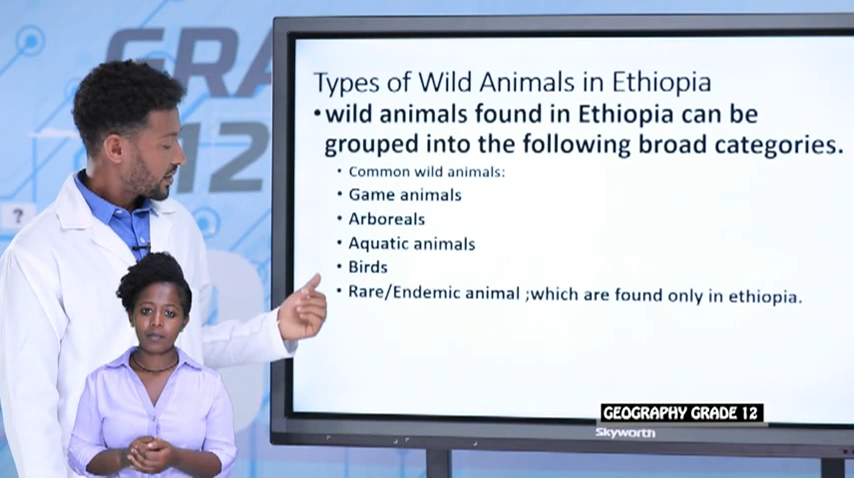 GRA
12
?
Types of Wild Animals in Ethiopia
• wild animals found in Ethiopia can be
grouped into the following broad categories.
• Common wild animals:
• Game animals
• Arboreals
• Aquatic animals
• Birds
• Rare/Endemic animal ;which are found only in ethiopia.
GEOGRAPHY GRADE 12
Skyworth